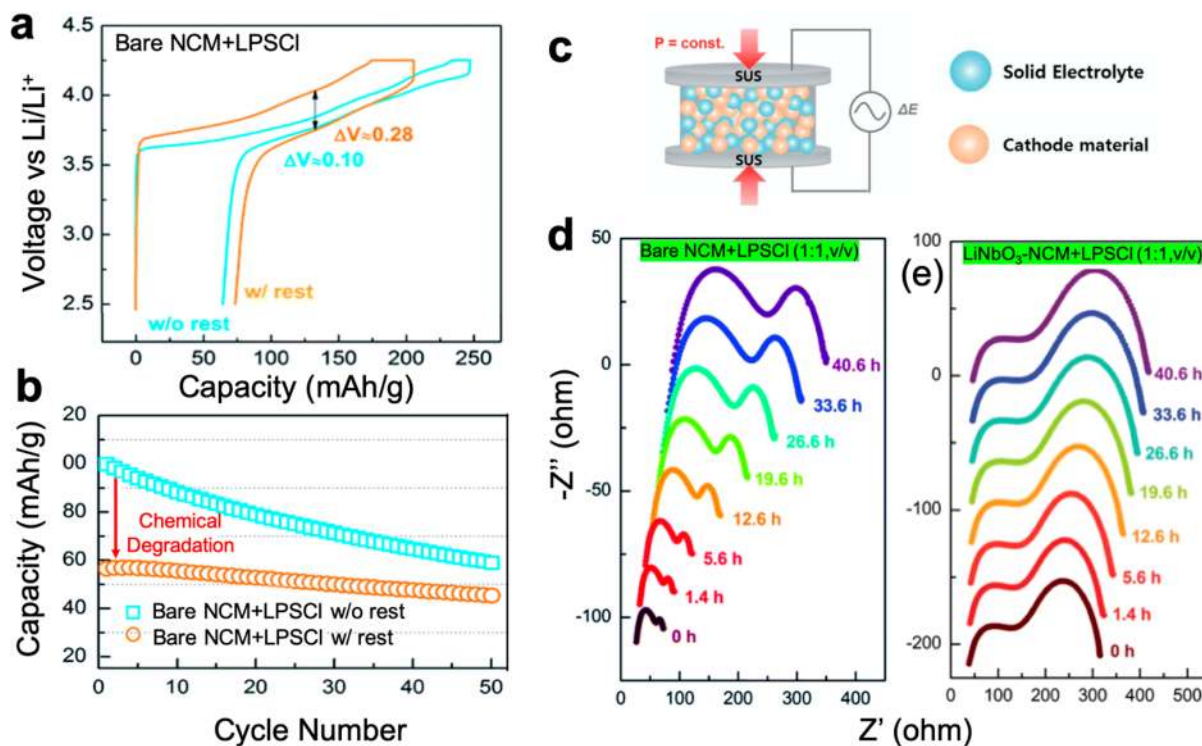 a
Bare NCM+LPSCl
Voltage vs Li/Li⁺
4.0
3.5
3.0
2.5
ΔV≈0.28
ΔV≈0.10
w/ rest
w/o rest
0
50
100
150
200
250
Capacity (mAh/g)
b
Capacity (mAh/g)
20
00
80
60
40
20
Chemical
Degradation
Bare NCM+LPSCl w/o rest
Bare NCM+LPSCl w/ rest
0
10
20
30
40
50
Cycle Number
c
P = const.
SUS
SUS
ΔE
Solid Electrolyte
Cathode material
d
Bare NCM+LPSCl (1:1,v/v)
-Z'' (ohm)
50
0
-50
-100
40.6 h
33.6 h
26.6 h
19.6 h
12.6 h
5.6 h
1.4 h
0 h
0
100
200
300
400
(e)
LiNbO₃-NCM+LPSCl (1:1,v/v)
100
0
-100
-200
40.6 h
33.6 h
26.6 h
19.6 h
12.6 h
5.6 h
1.4 h
0 h
0
100
200
300
400
500
Z' (ohm)